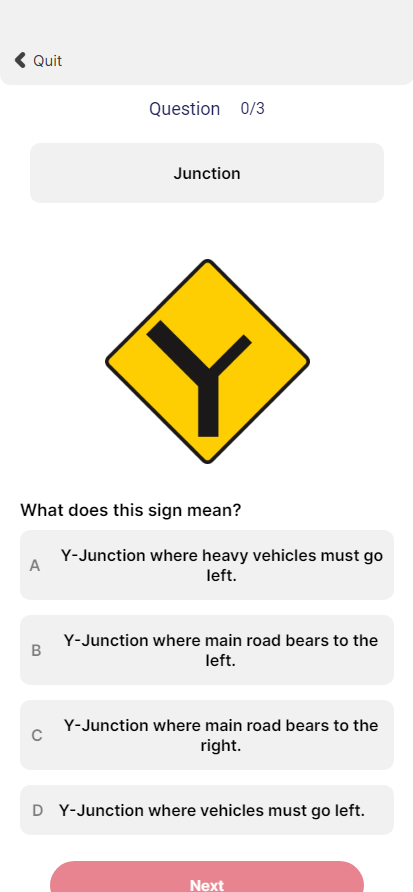 Quit
Question 0/3
Junction
What does this sign mean?
A Y-Junction where heavy vehicles must go
left.
B Y-Junction where main road bears to the
left.
C Y-Junction where main road bears to the
right.
D Y-Junction where vehicles must go left.
Next